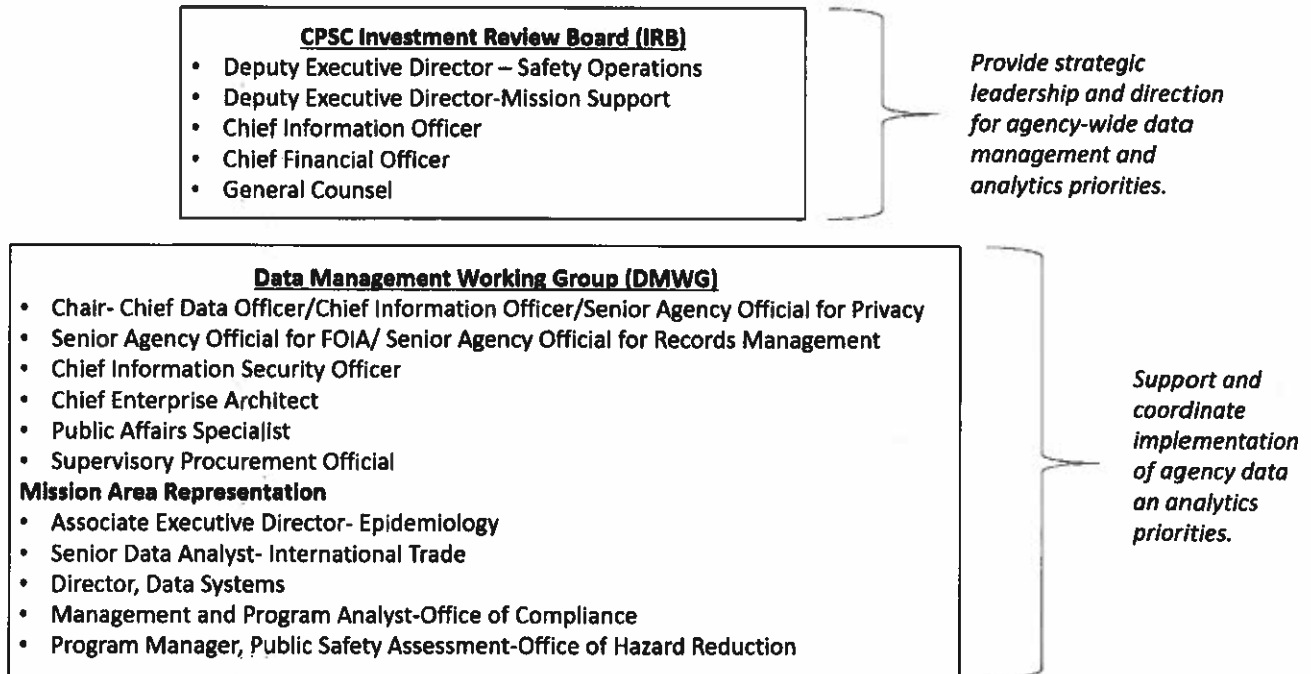 CPSC Investment Review Board (IRB)
• Deputy Executive Director – Safety Operations
• Deputy Executive Director-Mission Support
• Chief Information Officer
• Chief Financial Officer
• General Counsel
Provide strategic
leadership and direction
for agency-wide data
management and
analytics priorities.
Data Management Working Group (DMWG)
• Chair- Chief Data Officer/Chief Information Officer/Senior Agency Official for Privacy
• Senior Agency Official for FOIA/ Senior Agency Official for Records Management
• Chief Information Security Officer
• Chief Enterprise Architect
• Public Affairs Specialist
• Supervisory Procurement Official
Mission Area Representation
• Associate Executive Director- Epidemiology
• Senior Data Analyst- International Trade
• Director, Data Systems
• Management and Program Analyst-Office of Compliance
• Program Manager, Public Safety Assessment-Office of Hazard Reduction
Support and
coordinate
implementation
of agency data
an analytics
priorities.